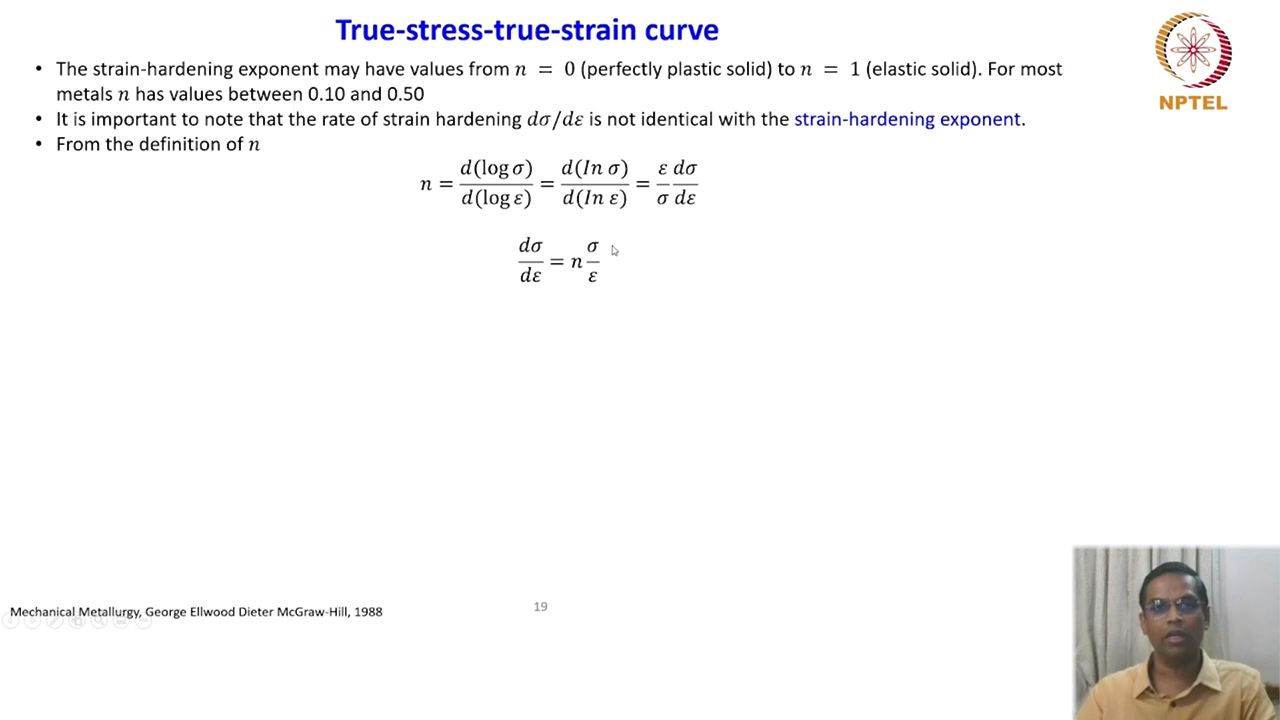 True-stress-true-strain curve
NPTEL
• The strain-hardening exponent may have values from n = 0 (perfectly plastic solid) to n = 1 (elastic solid). For most
metals n has values between 0.10 and 0.50
• It is important to note that the rate of strain hardening dσ/dε is not identical with the strain-hardening exponent.
• From the definition of n
n = d(log σ)/d(log ε) = d(In σ)/d(In ε) = ε/σ dσ/dε
dσ/dε = n σ/ε
Mechanical Metallurgy, George Ellwood Dieter McGraw-Hill, 1988
19